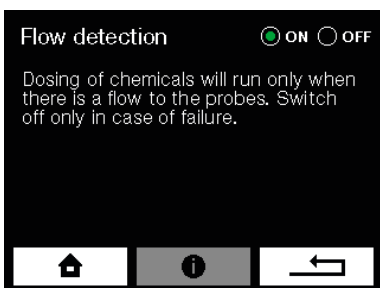 Flow detection ON OFF
Dosing of chemicals will run only when
there is a flow to the probes. Switch
off only in case of failure.